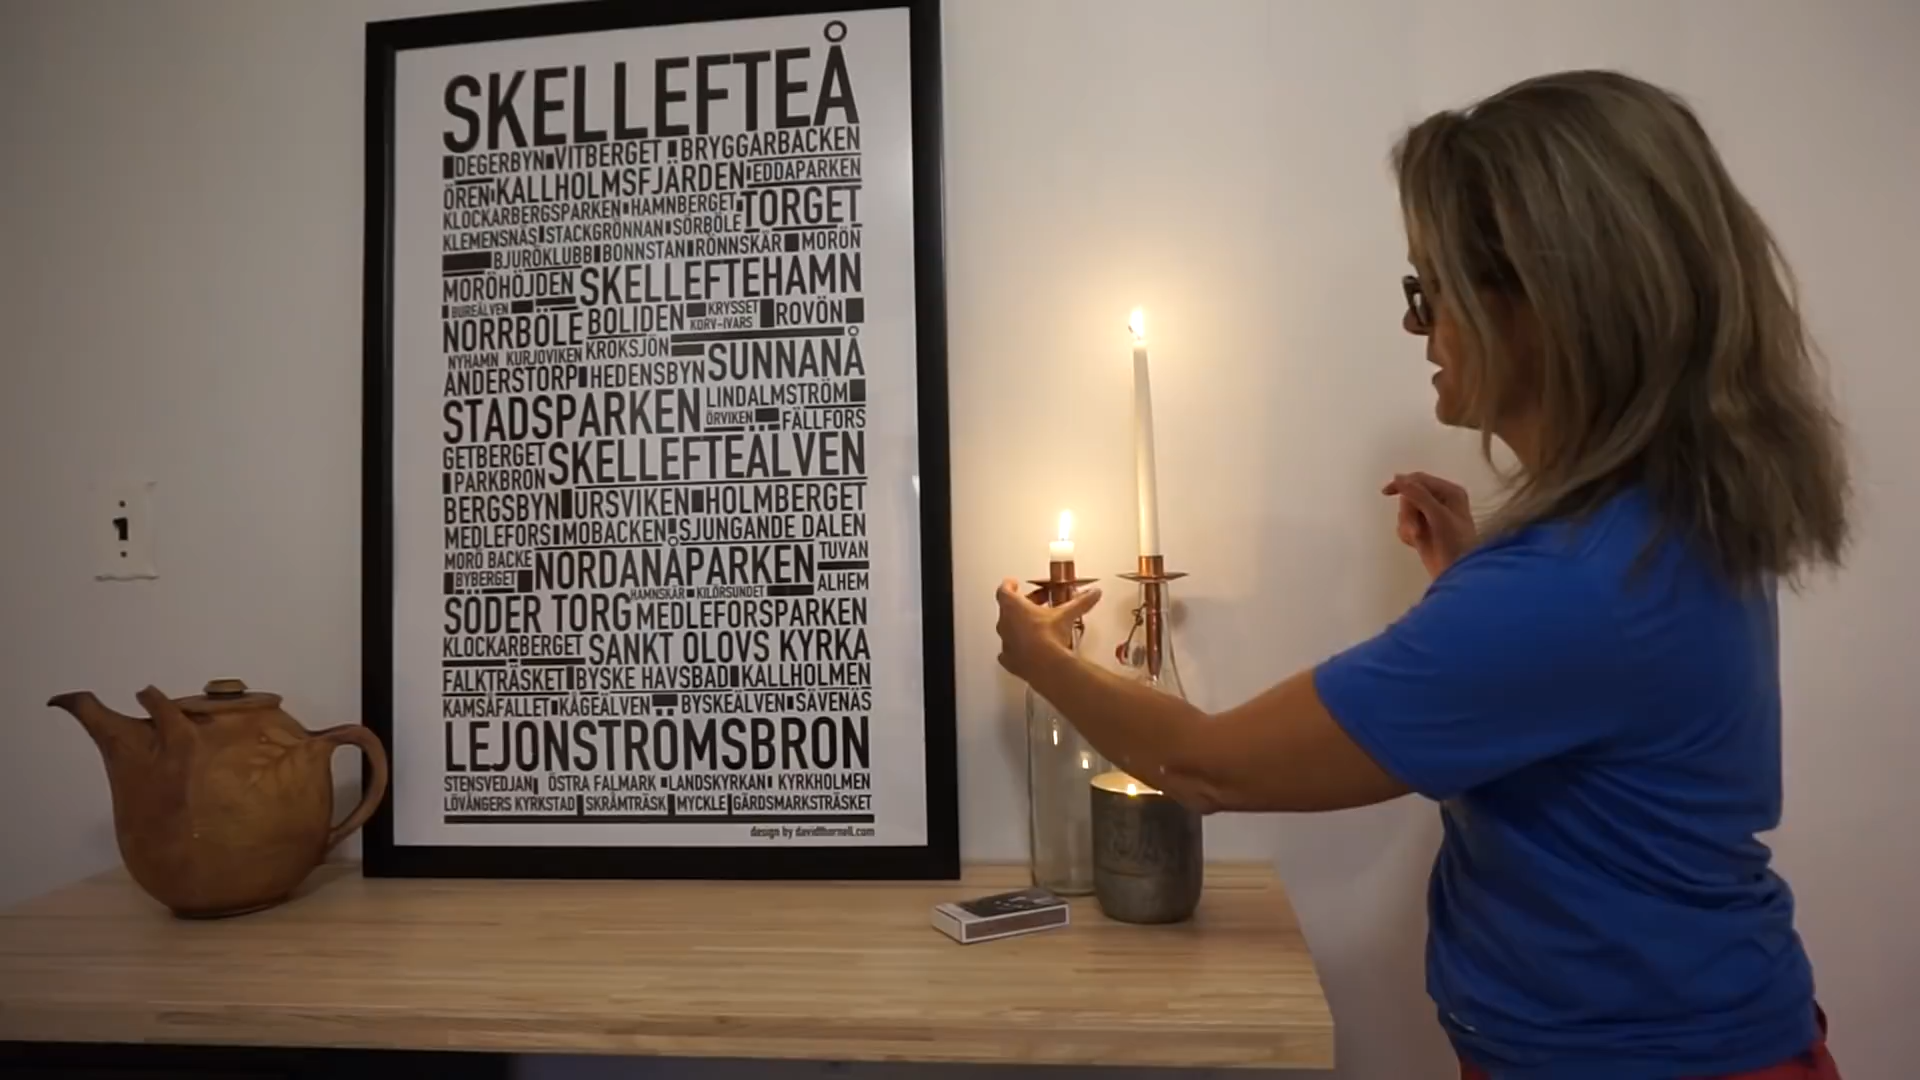 SKELLEFTEÅ
DEGERBYN VITBERGET BRYGGARBACKEN
ÖREN KALLHOLMSFJÄRDEN EDDAPARKEN
KLOCKARBERGSPARKEN HAMNBERGET TORGET
KLEMENSNÄS STACKGRÖNNAN SÖRBÖLE
BJURÖKLUBB BONNSTAN RÖNNSKÄR MORÖN
MORÖHÖJDEN SKELLEFTEHAMN
BUREÄLVEN
NORRBÖLE BOLIDEN KRYSSET KORV-IVARS ROVÖN
NYHAMN KURJOVIKEN KROKSJÖN SUNNANÅ
ANDERSTORP HEDENSBYN
STADSPARKEN LINDALMSTRÖM
ÖRVIKEN FÄLLFORS
GETBERGET SKELLEFTEÄLVEN
PARKBRON
BERGSBYN URSVIKEN HOLMBERGET
MEDLEFORS MOBACKEN SJUNGANDE DALEN
MORÖ BACKE NORDANÅPARKEN TUVAN
BYBERGET ALHEM
HAMNSKÄR KILÖRSUNDET
SÖDER TORG MEDLEFORSPARKEN
KLOCKARBERGET SANKT OLOVS KYRKA
FALKTRÄSKET BYSKE HAVSBAD KALLHOLMEN
KAMSÅFALLET KÅGEÄLVEN BYSKEÄLVEN SÄVENÄS
LEJONSTRÖMSBRON
STENSVEDJAN ÖSTRA FALMARK LANDSKYRKAN KYRKHOLMEN
LÖVÅNGERS KYRKSTAD SKRÄMTRÄSK MYCKLE GÄRDSMARKSTRÄSKET
design by davidthornell.com